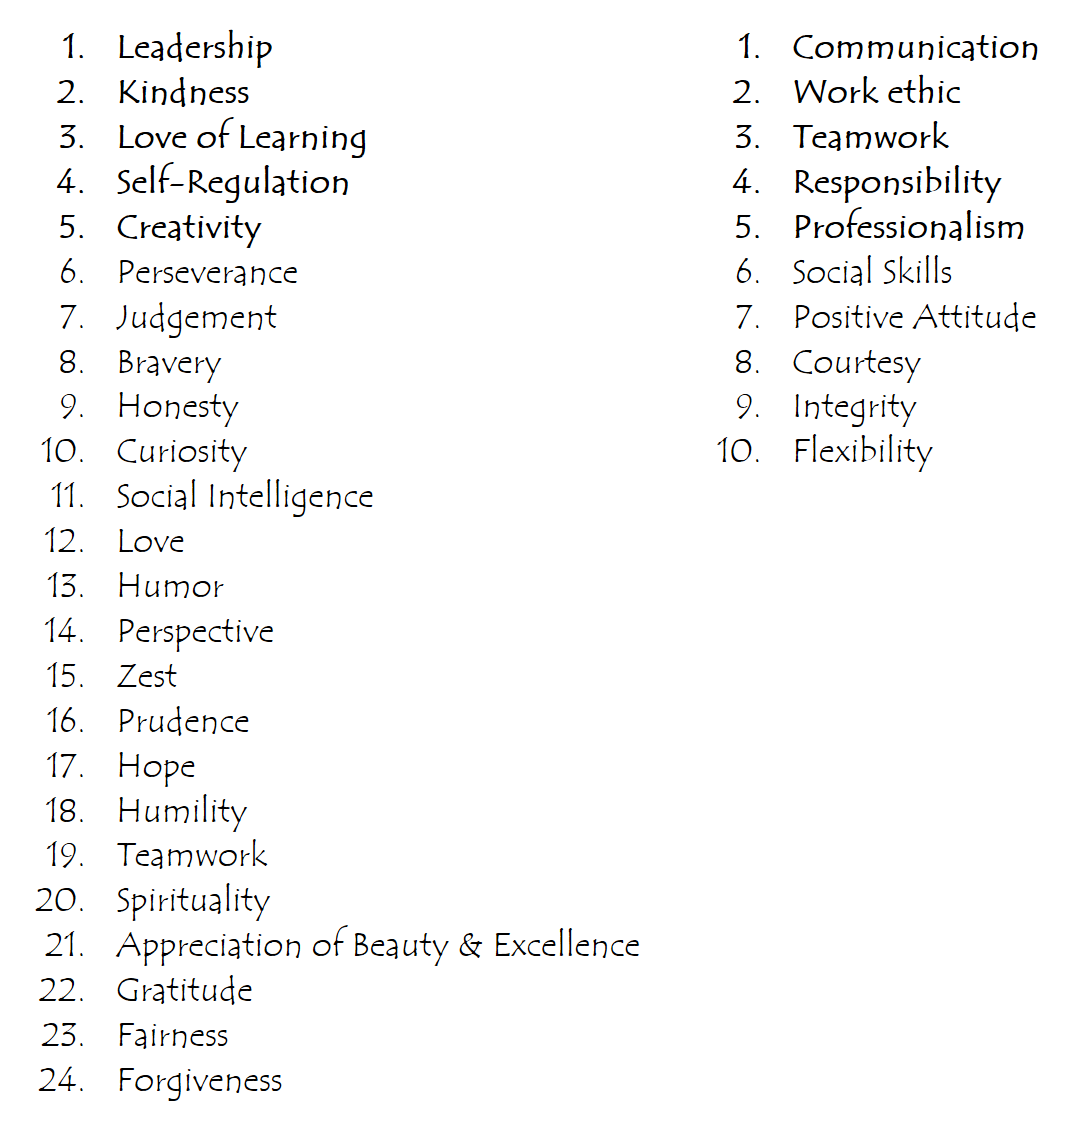 1. Leadership
2. Kindness
3. Love of Learning
4. Self-Regulation
5. Creativity
6. Perseverance
7. Judgement
8. Bravery
9. Honesty
10. Curiosity
11. Social Intelligence
12. Love
13. Humor
14. Perspective
15. Zest
16. Prudence
17. Hope
18. Humility
19. Teamwork
20. Spirituality
21. Appreciation of Beauty & Excellence
22. Gratitude
23. Fairness
24. Forgiveness
1. Communication
2. Work ethic
3. Teamwork
4. Responsibility
5. Professionalism
6. Social Skills
7. Positive Attitude
8. Courtesy
9. Integrity
10. Flexibility